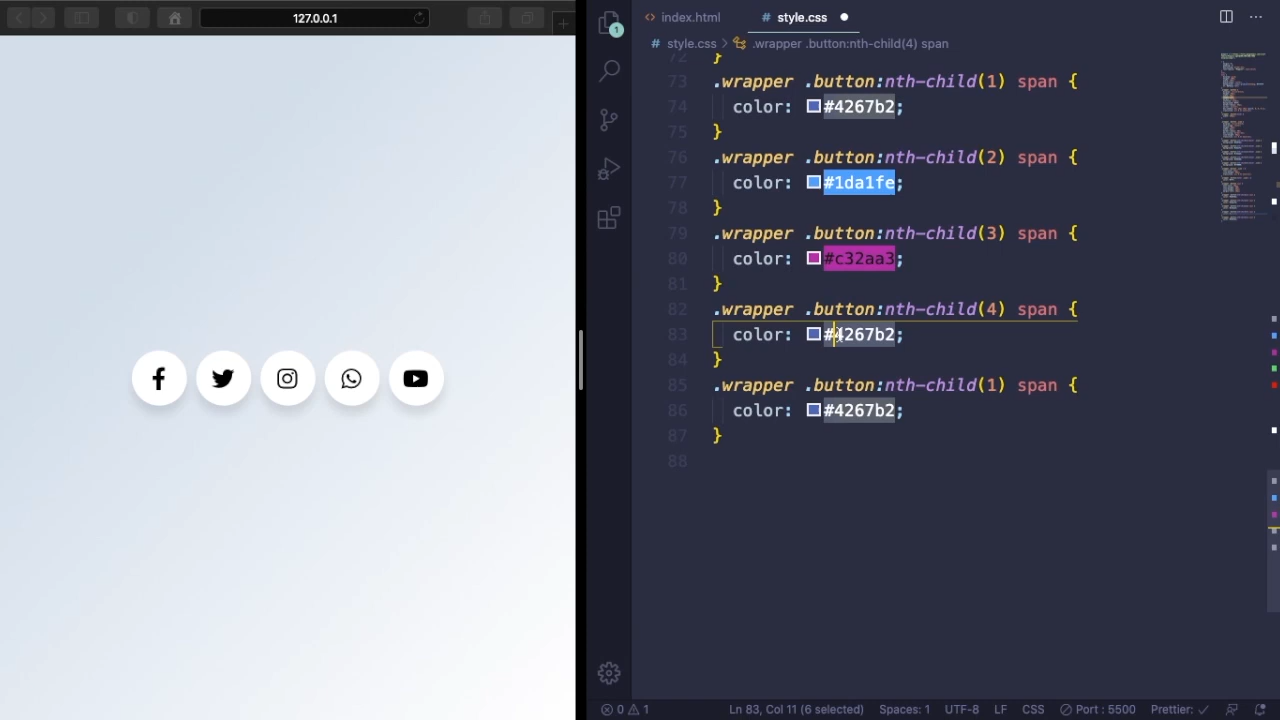 127.0.0.1
index.html
# style.css
# style.css > .wrapper .button:nth-child(4) span
1
72 }
73 .wrapper .button:nth-child(1) span {
74 color: #4267b2;
75 }
76 .wrapper .button:nth-child(2) span {
77 color: #1da1fe;
78 }
79 .wrapper .button:nth-child(3) span {
80 color: #c32aa3;
81 }
82 .wrapper .button:nth-child(4) span {
83 color: #4267b2;
84 }
85 .wrapper .button:nth-child(1) span {
86 color: #4267b2;
87 }
88
0 1 Ln 83, Col 11 (6 selected) Spaces: 1 UTF-8 LF CSS Port : 5500 Prettier: ✓